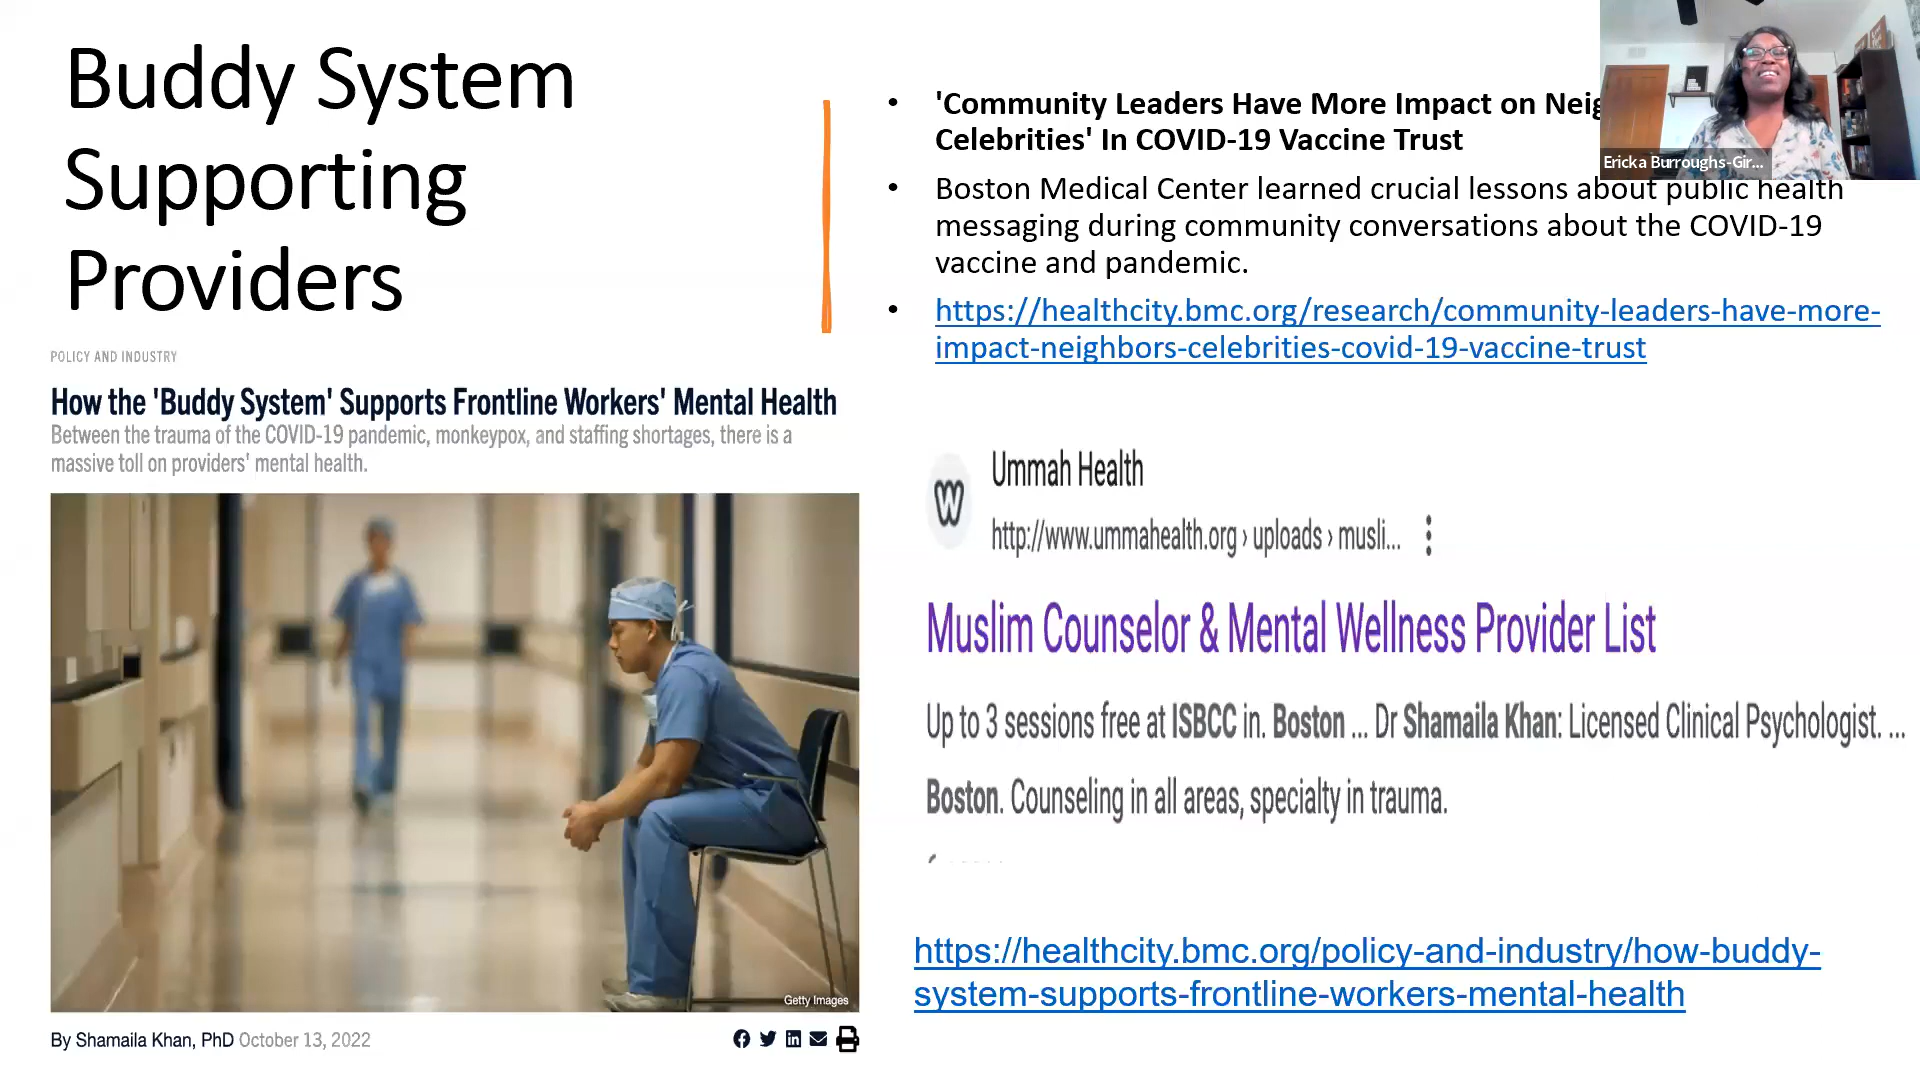 Buddy System
Supporting
Providers
POLICY AND INDUSTRY
How the 'Buddy System' Supports Frontline Workers' Mental Health
Between the trauma of the COVID-19 pandemic, monkeypox, and staffing shortages, there is a
massive toll on providers' mental health.
Getty Images
By Shamaila Khan, PhD October 13, 2022
• 'Community Leaders Have More Impact on
Celebrities' In COVID-19 Vaccine Trust
• Boston Medical Center learned crucial lessons about public health
messaging during community conversations about the COVID-19
vaccine and pandemic.
• https://healthcity.bmc.org/research/community-leaders-have-more-
impact-neighbors-celebrities-covid-19-vaccine-trust
Ummah Health
http://www.ummahealth.org › uploads › musli...
Muslim Counselor & Mental Wellness Provider List
Up to 3 sessions free at ISBCC in. Boston ... Dr Shamaila Khan: Licensed Clinical Psychologist. ...
Boston. Counseling in all areas, specialty in trauma.
https://healthcity.bmc.org/policy-and-industry/how-buddy-
system-supports-frontline-workers-mental-health
Ericka Burroughs-Gir...